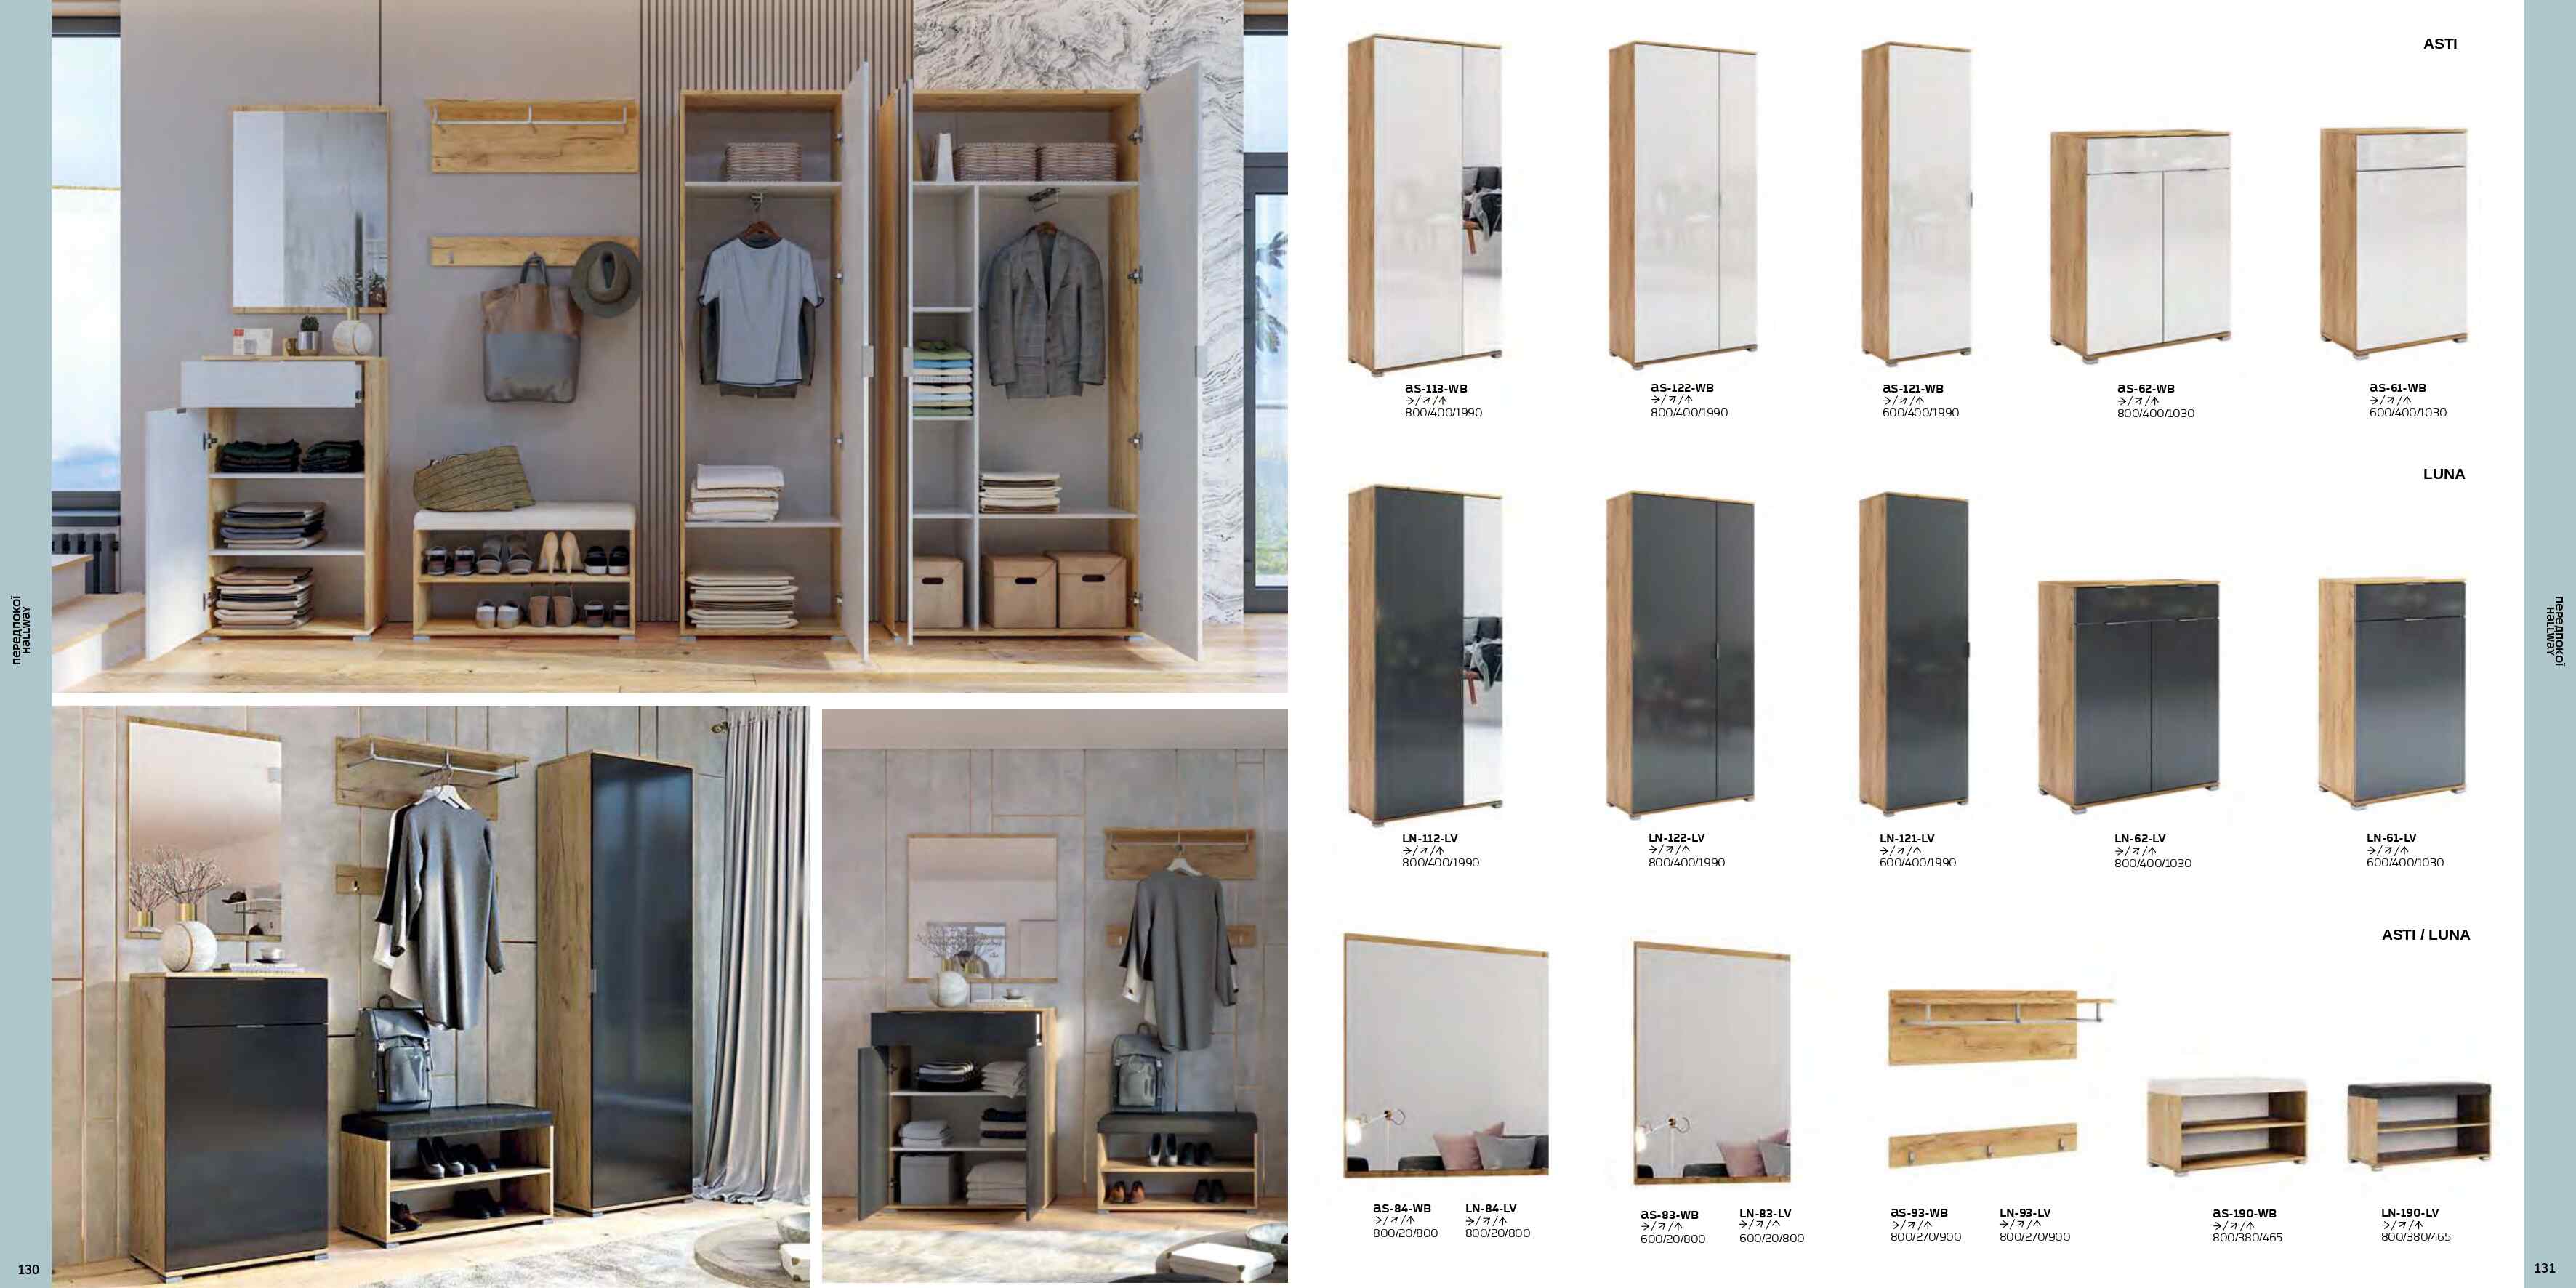 передпокої
Hallway
130
ASTI
aS-113-WB
→/↗/↑
800/400/1990
aS-122-WB
→/↗/↑
800/400/1990
aS-121-WB
→/↗/↑
600/400/1990
aS-62-WB
→/↗/↑
800/400/1030
aS-61-WB
→/↗/↑
600/400/1030
LUNA
LN-112-LV
→/↗/↑
800/400/1990
LN-122-LV
→/↗/↑
800/400/1990
LN-121-LV
→/↗/↑
600/400/1990
LN-62-LV
→/↗/↑
800/400/1030
LN-61-LV
→/↗/↑
600/400/1030
ASTI / LUNA
aS-84-WB
→/↗/↑
800/20/800
LN-84-LV
→/↗/↑
800/20/800
aS-83-WB
→/↗/↑
600/20/800
LN-83-LV
→/↗/↑
600/20/800
aS-93-WB
→/↗/↑
800/270/900
LN-93-LV
→/↗/↑
800/270/900
aS-190-WB
→/↗/↑
800/380/465
LN-190-LV
→/↗/↑
800/380/465
передпокої
Hallway
131